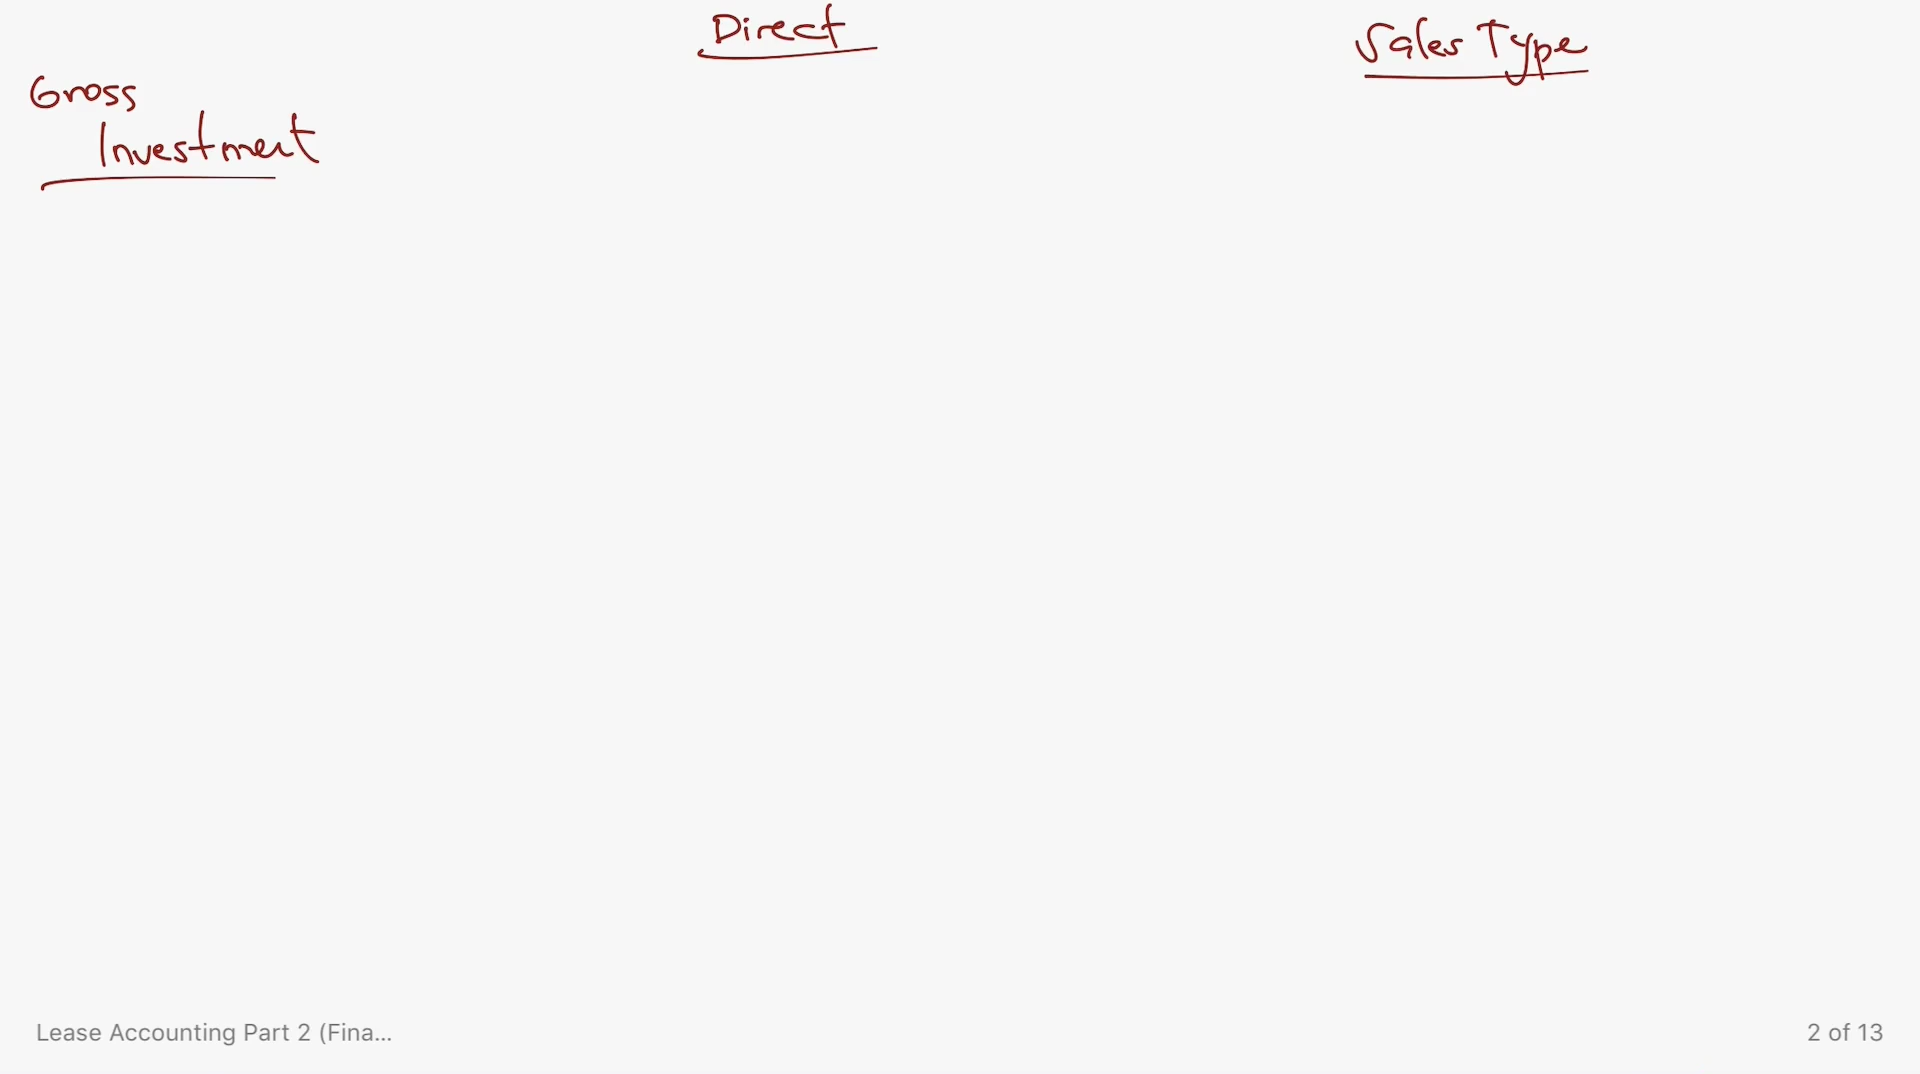 Direct
Sales Type
Gross
Investment
Lease Accounting Part 2 (Fina...
2 of 13